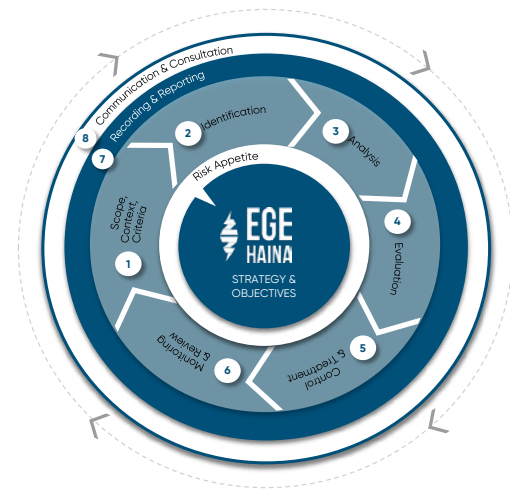 8
Communication & Consultation
7
Recording & Reporting
Risk Appetite
EGE
HAINA
STRATEGY &
OBJECTIVES
1
Scope,
Context,
Criteria
2
Identification
3
Analysis
4
Evaluation
5
Control
& Treatment
6
Monitoring
& Review